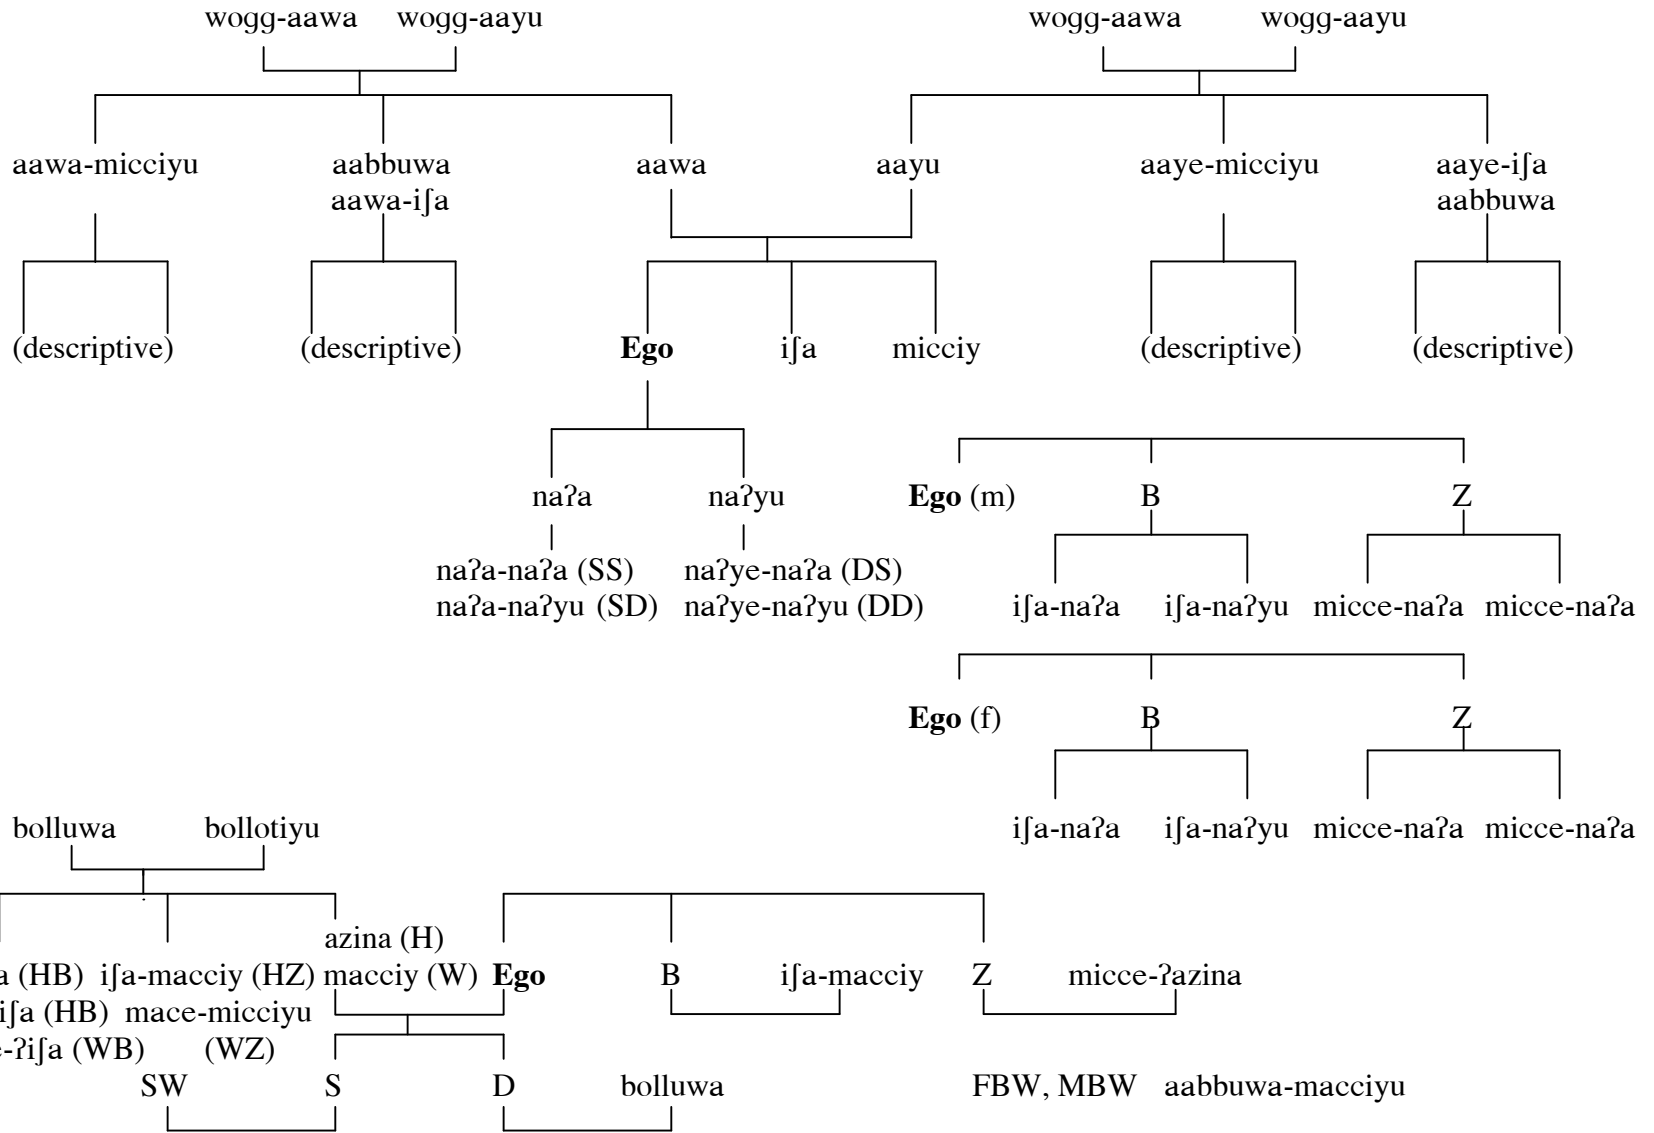 wogg-aawa wogg-aayu wogg-aawa wogg-aayu
aawa-micciyu aabbuwa aawa aayu aaye-micciyu aaye-iʃa
aawa-iʃa aabbuwa
(descriptive) (descriptive) Ego iʃa micciy (descriptive) (descriptive)
naʔa naʔyu Ego (m) B Z
naʔa-naʔa (SS) naʔye-naʔa (DS)
naʔa-naʔyu (SD) naʔye-naʔyu (DD) iʃa-naʔa iʃa-naʔyu micce-naʔa micce-naʔa
Ego (f) B Z
bolluwa bollotiyu iʃa-naʔa iʃa-naʔyu micce-naʔa micce-naʔa
azina (H)
a (HB) iʃa-macciy (HZ) macciy (W) Ego B iʃa-macciy Z micce-ʔazina
iʃa (HB) mace-micciyu
-ʔiʃa (WB) (WZ)
SW S D bolluwa FBW, MBW aabbuwa-macciyu